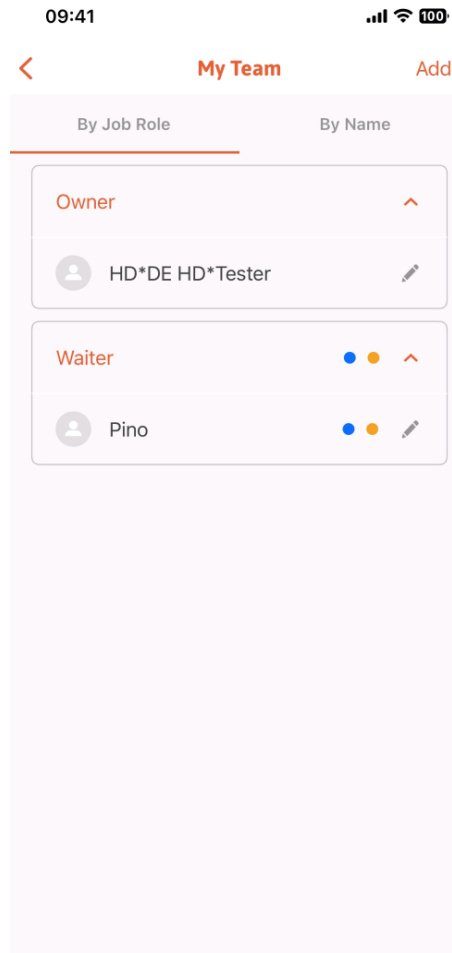 09:41
100
My Team
Add
By Job Role
By Name
Owner
HD*DE HD*Tester
Waiter
Pino